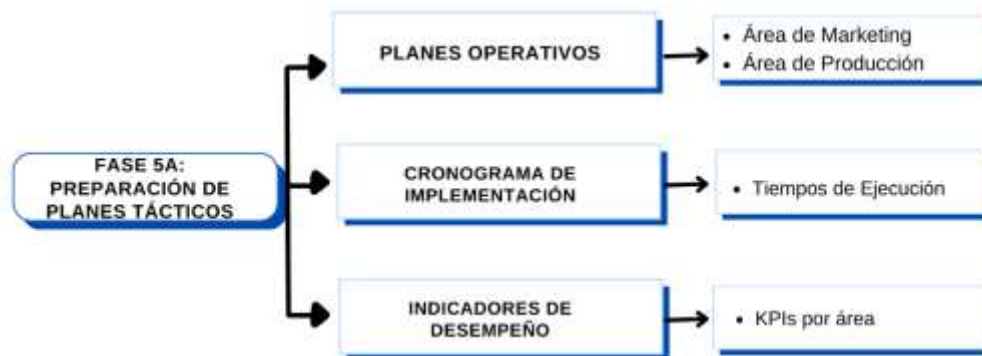 PLANES OPERATIVOS
• Área de Marketing
• Área de Producción
FASE 5A:
PREPARACIÓN DE
PLANES TÁCTICOS
CRONOGRAMA DE
IMPLEMENTACIÓN
• Tiempos de Ejecución
INDICADORES DE
DESEMPEÑO
• KPIs por área